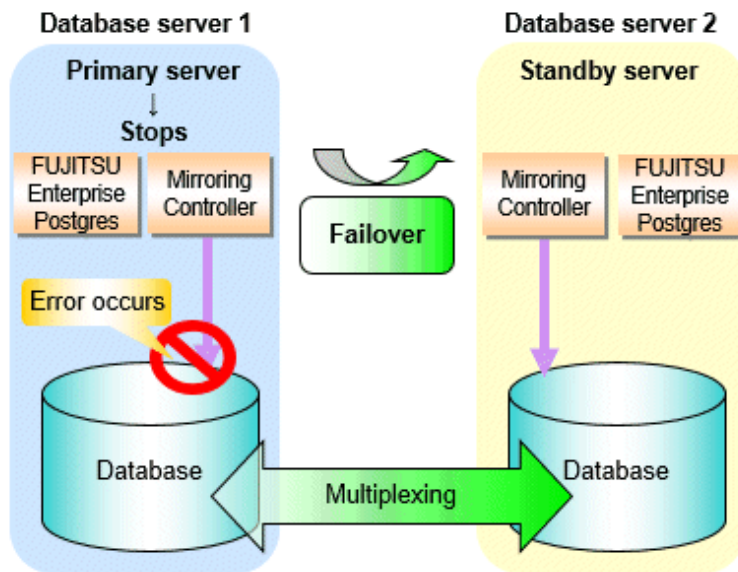 Database server 1
Primary server
↓
Stops
FUJITSU
Enterprise
Postgres
Mirroring
Controller
Error occurs
Database
Failover
Multiplexing
Database server 2
Standby server
Mirroring
Controller
FUJITSU
Enterprise
Postgres
Database